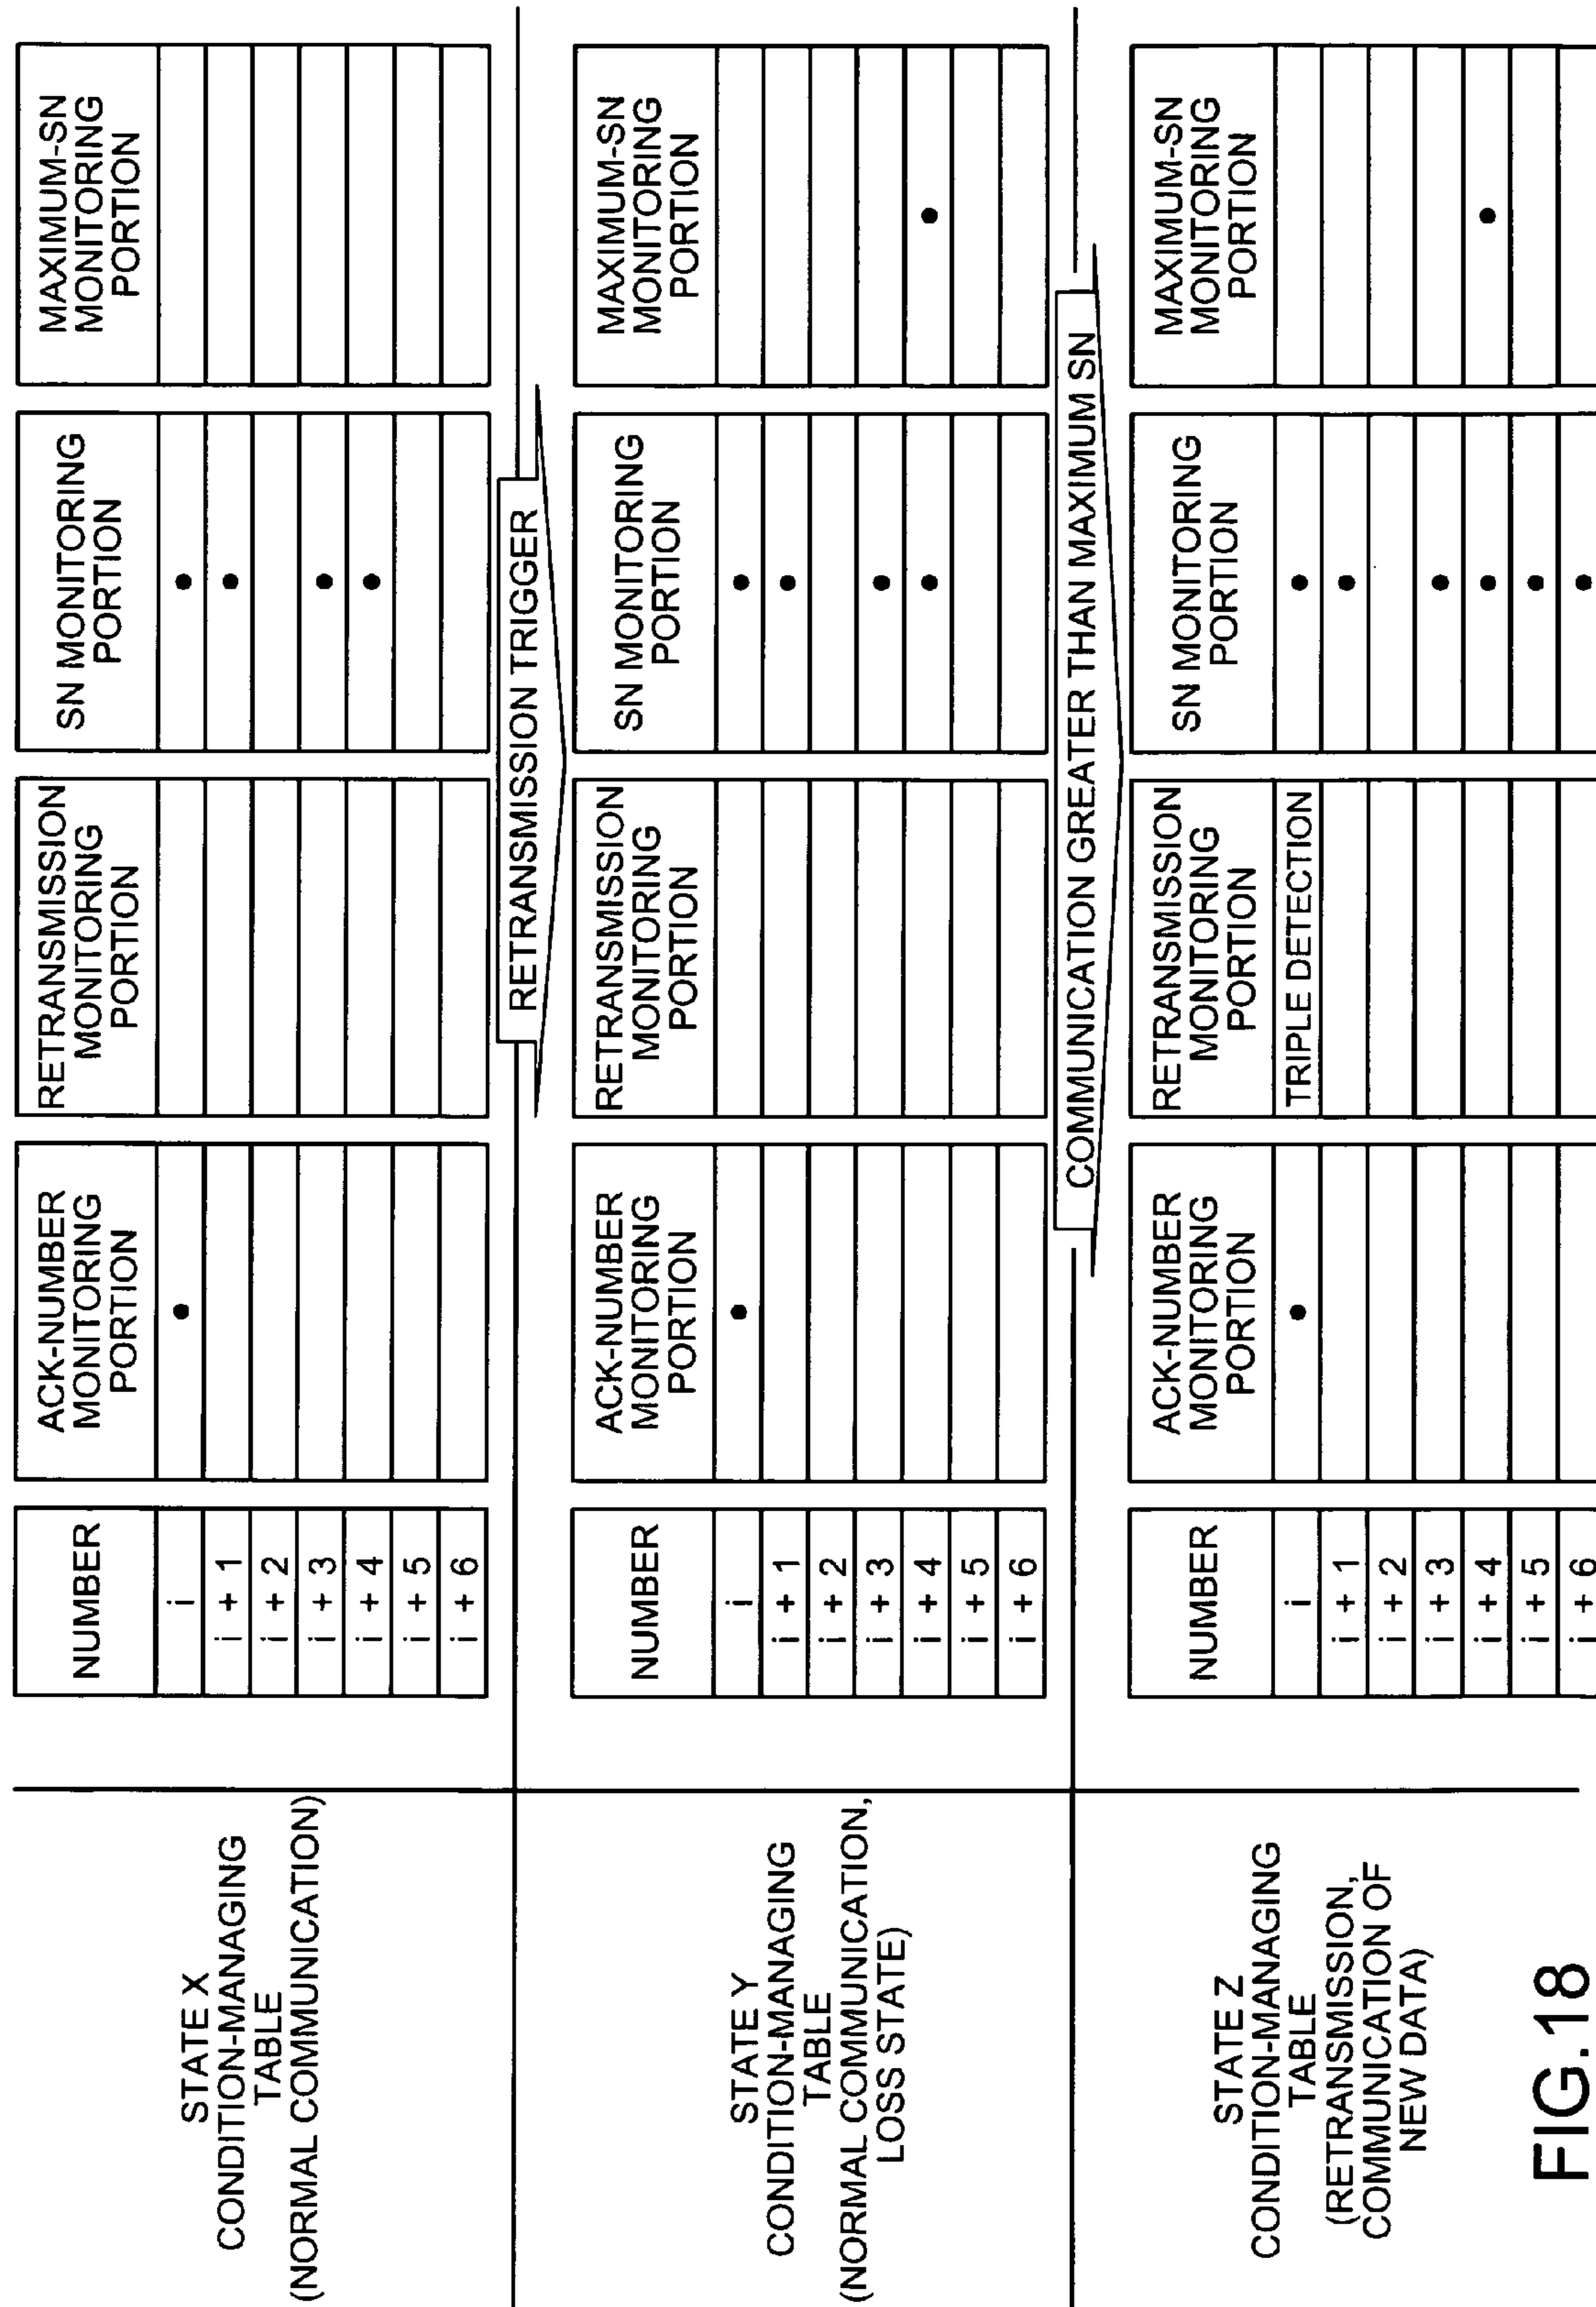 STATE X
CONDITION-MANAGING
TABLE
(NORMAL COMMUNICATION)
NUMBER
i
i + 1
i + 2
i + 3
i + 4
i + 5
i + 6
ACK-NUMBER
MONITORING
PORTION
•
RETRANSMISSION
MONITORING
PORTION
SN MONITORING
PORTION
•
•
•
•
MAXIMUM-SN
MONITORING
PORTION
RETRANSMISSION TRIGGER
STATE Y
CONDITION-MANAGING
TABLE
(NORMAL COMMUNICATION,
LOSS STATE)
NUMBER
i
i + 1
i + 2
i + 3
i + 4
i + 5
i + 6
ACK-NUMBER
MONITORING
PORTION
•
RETRANSMISSION
MONITORING
PORTION
SN MONITORING
PORTION
•
•
•
•
MAXIMUM-SN
MONITORING
PORTION
•
COMMUNICATION GREATER THAN MAXIMUM SN
STATE Z
CONDITION-MANAGING
TABLE
(RETRANSMISSION,
COMMUNICATION OF
NEW DATA)
NUMBER
i
i + 1
i + 2
i + 3
i + 4
i + 5
i + 6
ACK-NUMBER
MONITORING
PORTION
•
RETRANSMISSION
MONITORING
PORTION
TRIPLE DETECTION
SN MONITORING
PORTION
•
•
•
•
•
•
MAXIMUM-SN
MONITORING
PORTION
•
FIG.18